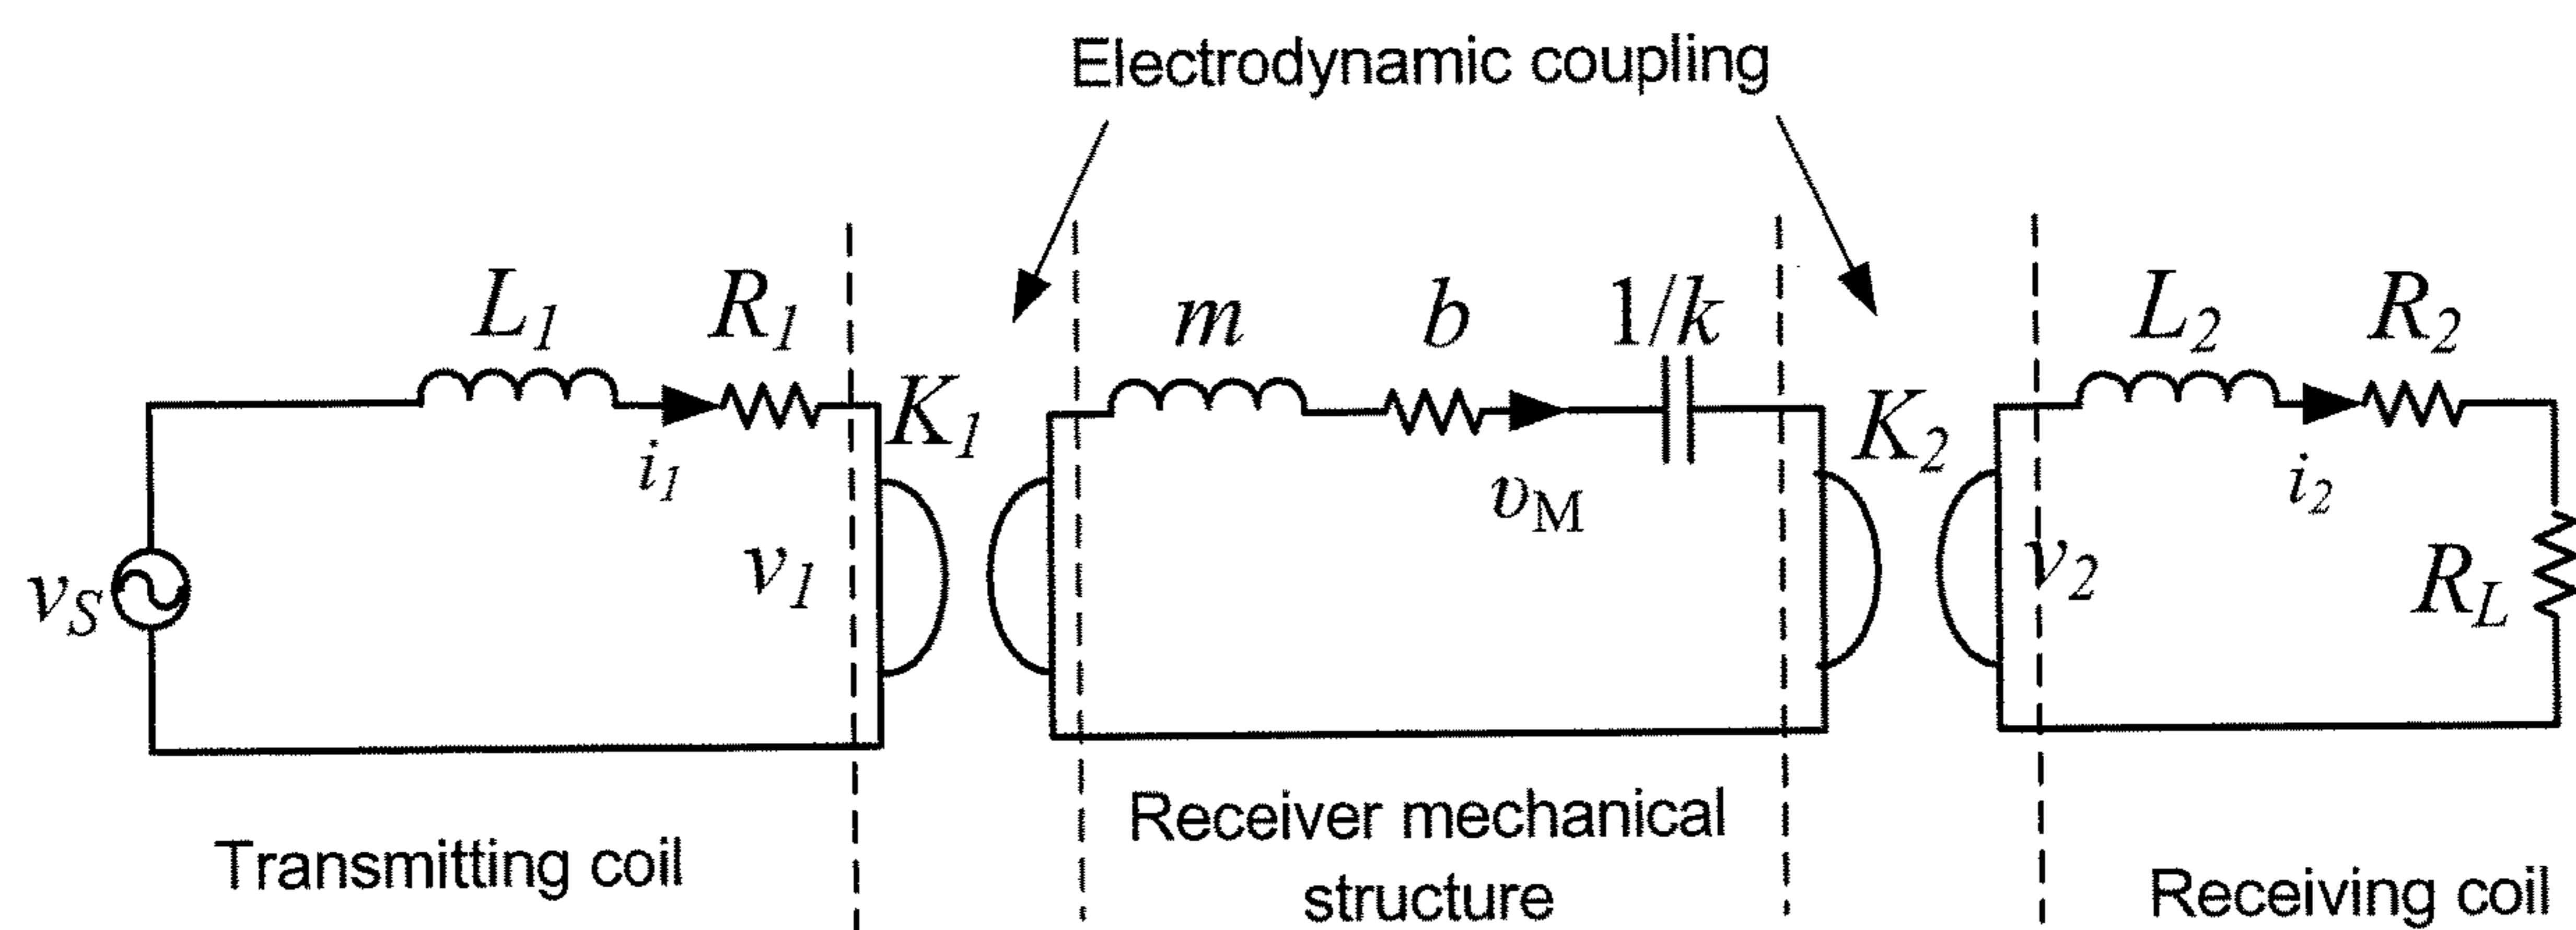 Electrodynamic coupling
L1
R1
K1
m
b
1/k
K2
L2
R2
i1
υM
i2
vS
v1
v2
RL
Transmitting coil
Receiver mechanical
structure
Receiving coil